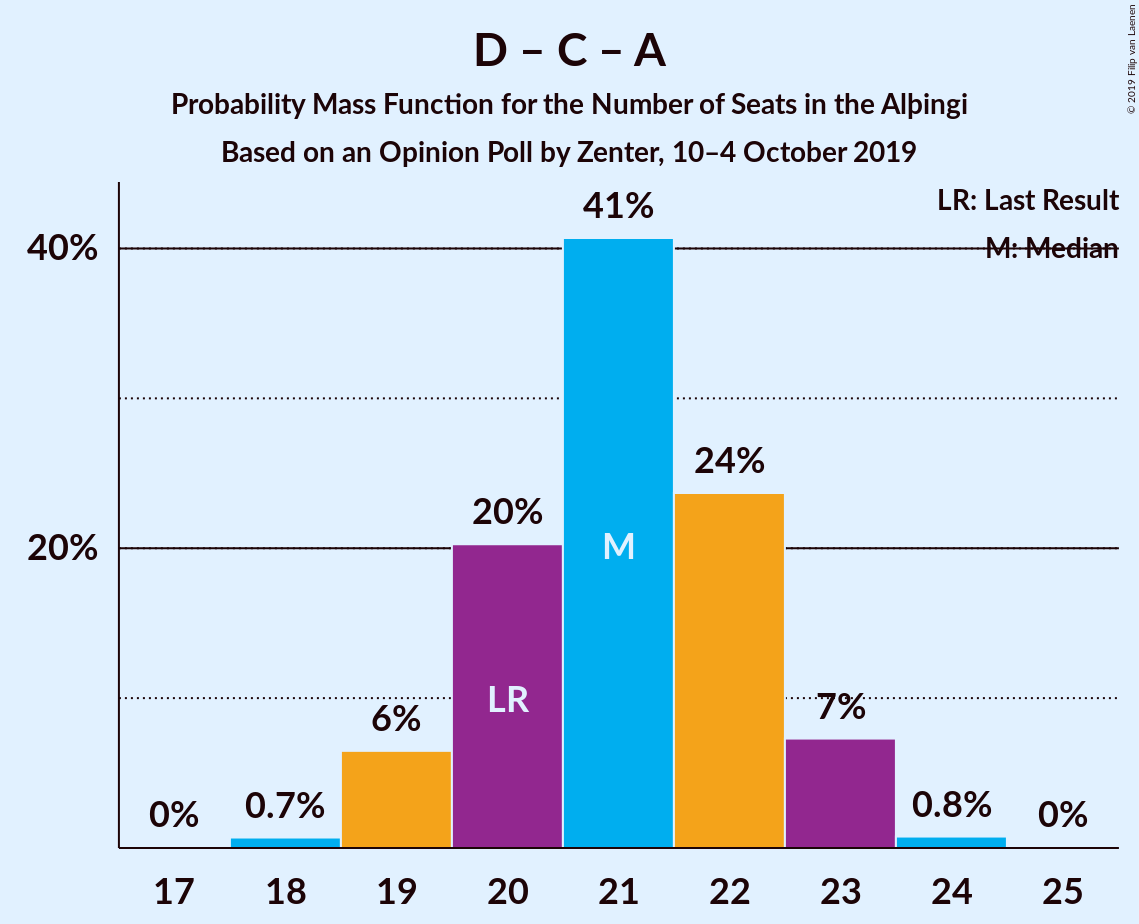 D – C – A
Probability Mass Function for the Number of Seats in the Alþingi
Based on an Opinion Poll by Zenter, 10–4 October 2019
© 2019 Filip van Laenen
LR: Last Result
M: Median
41%
40%
24%
20%
20%
M
LR
7%
6%
0%
0.7%
0.8%
0%
17 18 19 20 21 22 23 24 25